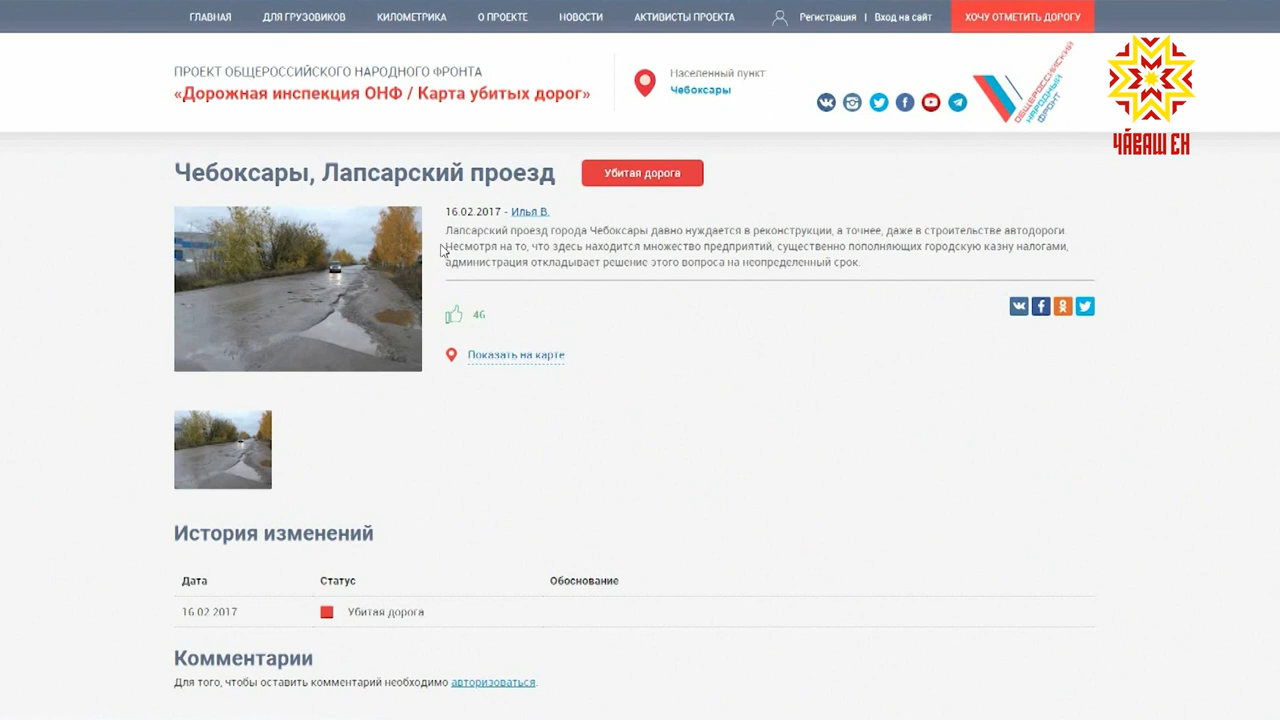 ГЛАВНАЯ ДЛЯ ГРУЗОВИКОВ КИЛОМЕТРИКА О ПРОЕКТЕ НОВОСТИ АКТИВИСТЫ ПРОЕКТА Регистрация | Вход на сайт ХОЧУ ОТМЕТИТЬ ДОРОГУ
ПРОЕКТ ОБЩЕРОССИЙСКОГО НАРОДНОГО ФРОНТА
«Дорожная инспекция ОНФ / Карта убитых дорог»
Населенный пункт:
Чебоксары
ОБЩЕРОССИЙСКИЙ
НАРОДНЫЙ
ФРОНТ
ЧӐВАШ ЕН
Чебоксары, Лапсарский проезд
Убитая дорога
16.02.2017 - Илья В.
Лапсарский проезд города Чебоксары давно нуждается в реконструкции, а точнее, даже в строительстве автодороги.
Несмотря на то, что здесь находится множество предприятий, существенно пополняющих городскую казну налогами,
администрация откладывает решение этого вопроса на неопределенный срок.
46
Показать на карте
История изменений
Дата Статус Обоснование
16.02.2017 Убитая дорога
Комментарии
Для того, чтобы оставить комментарий необходимо авторизоваться.